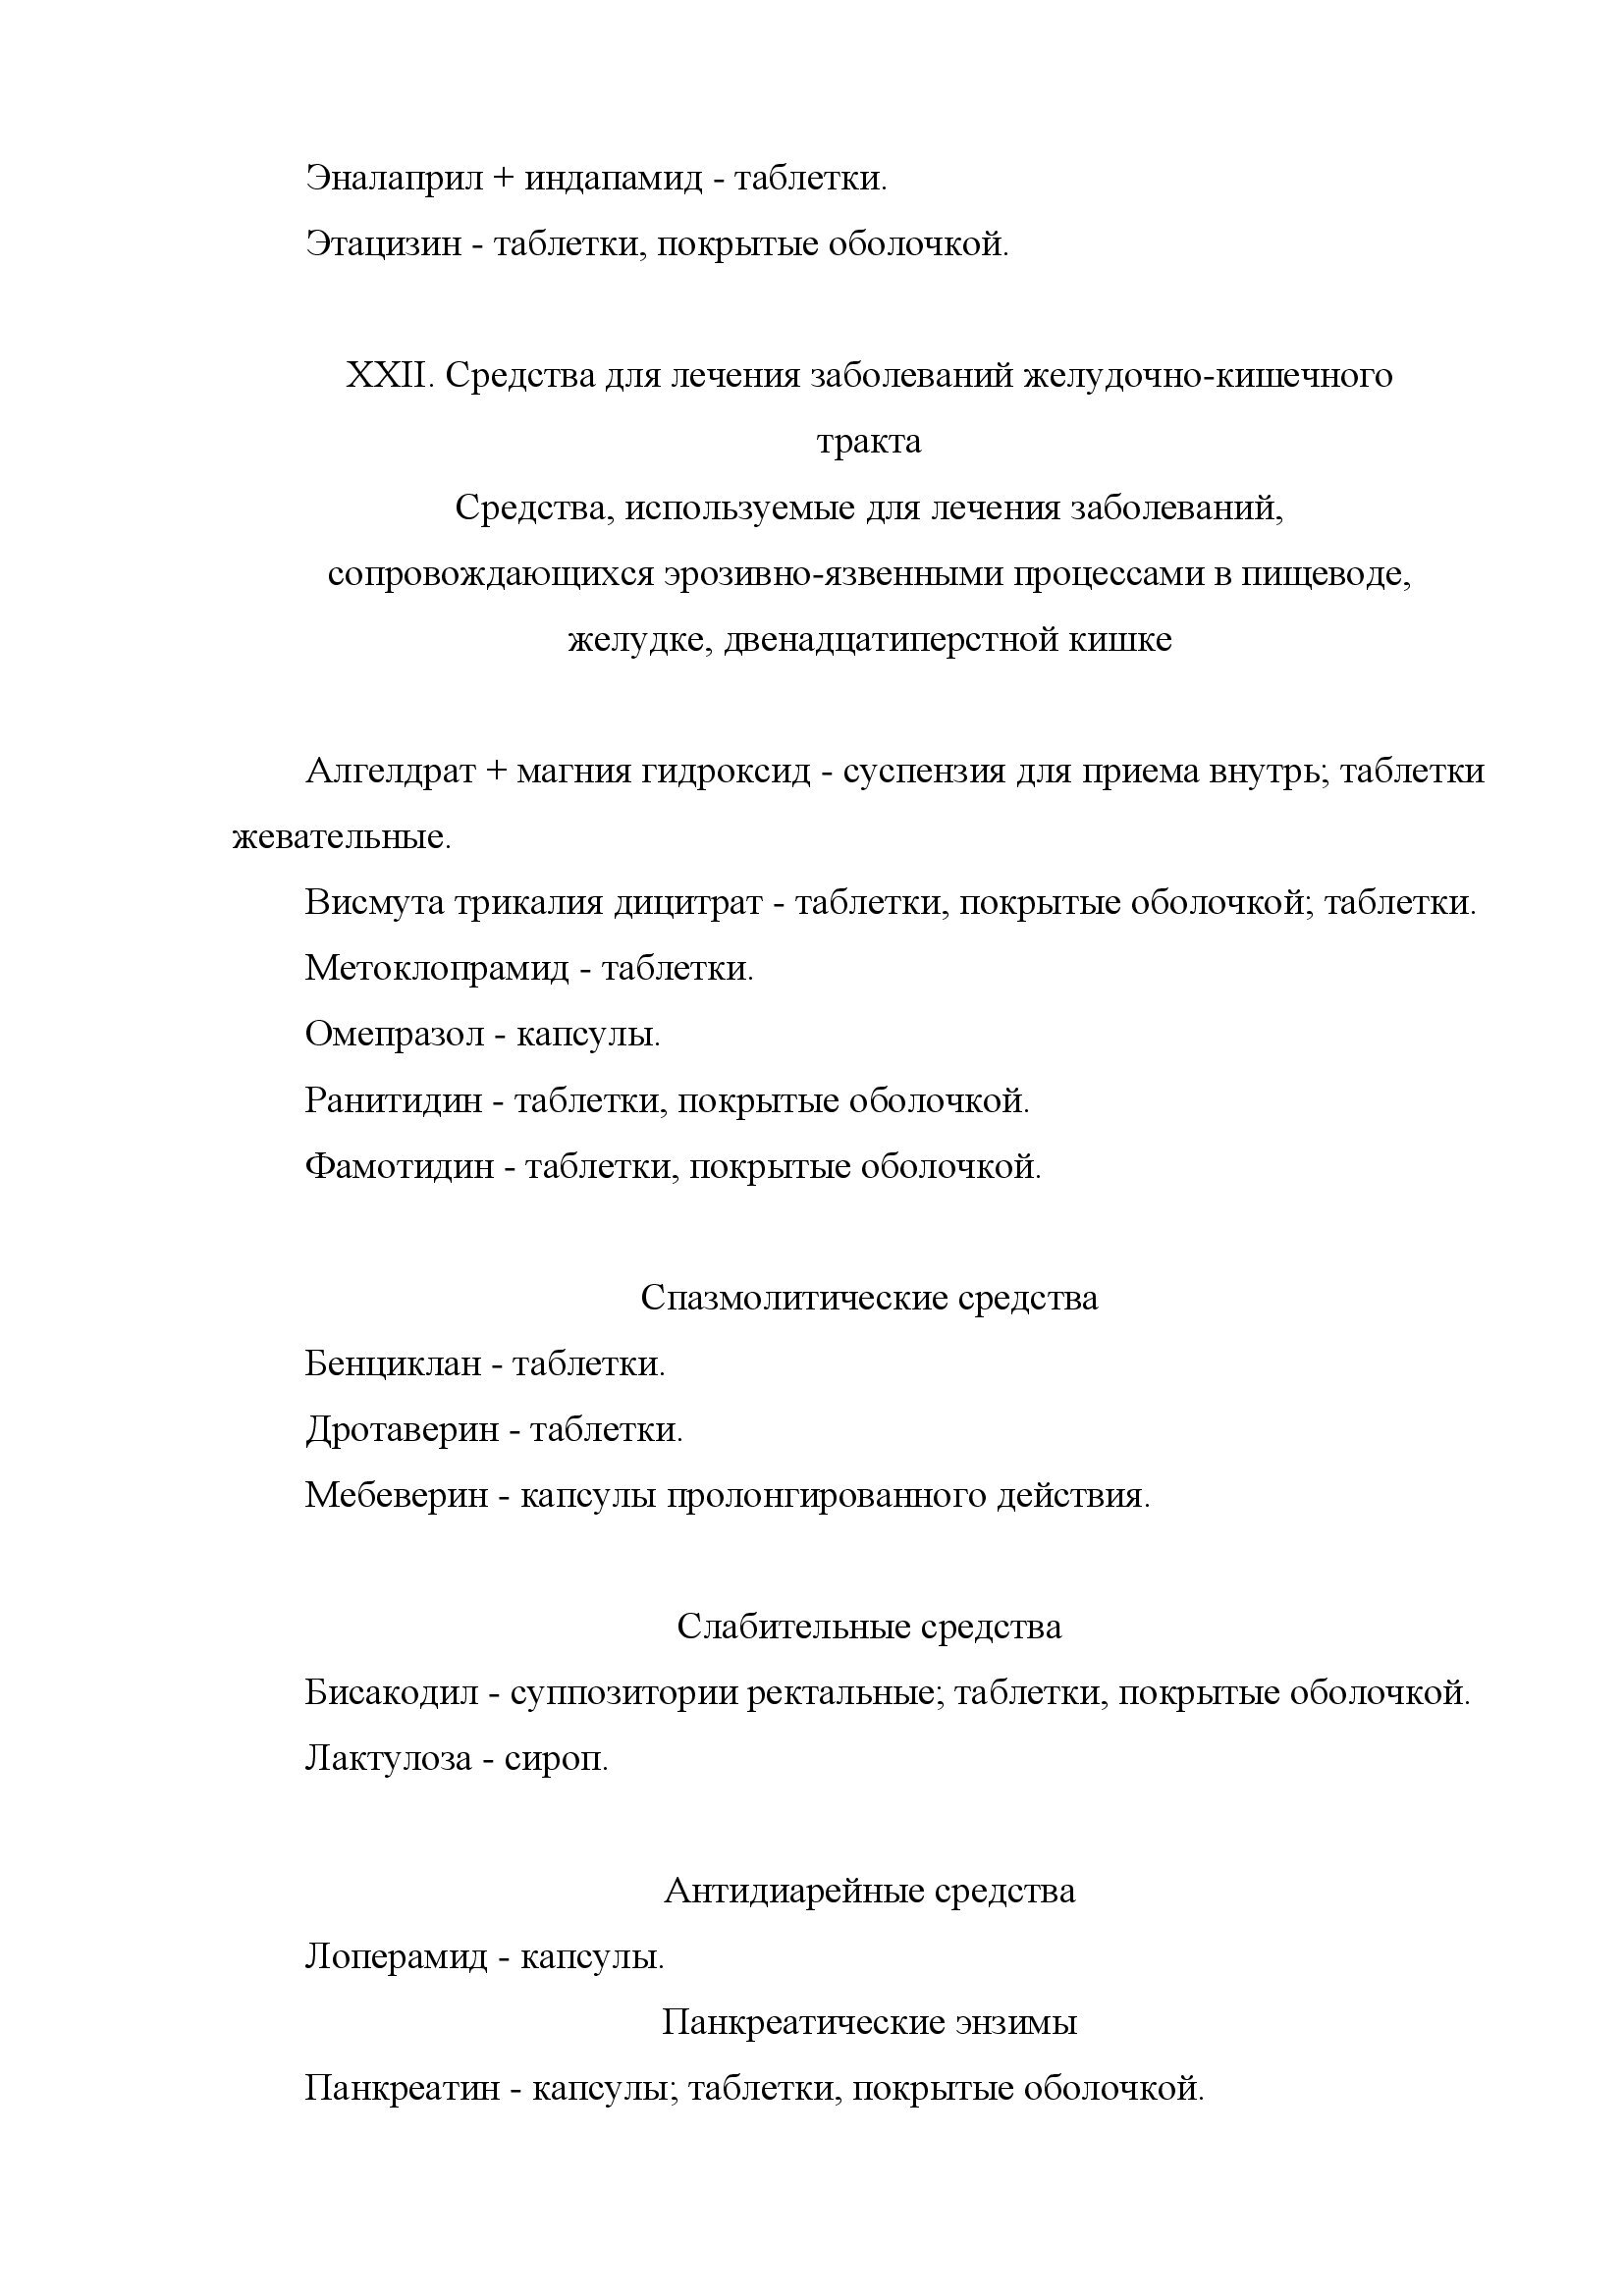 Эналаприл + индапамид - таблетки.
Этацизин - таблетки, покрытые оболочкой.
XXII. Средства для лечения заболеваний желудочно-кишечного
тракта
Средства, используемые для лечения заболеваний,
сопровождающихся эрозивно-язвенными процессами в пищеводе,
желудке, двенадцатиперстной кишке
Алгелдрат + магния гидроксид - суспензия для приема внутрь; таблетки
жевательные.
Висмута трикалия дицитрат - таблетки, покрытые оболочкой; таблетки.
Метоклопрамид - таблетки.
Омепразол - капсулы.
Ранитидин - таблетки, покрытые оболочкой.
Фамотидин - таблетки, покрытые оболочкой.
Спазмолитические средства
Бенциклан - таблетки.
Дротаверин - таблетки.
Мебеверин - капсулы пролонгированного действия.
Слабительные средства
Бисакодил - суппозитории ректальные; таблетки, покрытые оболочкой.
Лактулоза - сироп.
Антидиарейные средства
Лоперамид - капсулы.
Панкреатические энзимы
Панкреатин - капсулы; таблетки, покрытые оболочкой.